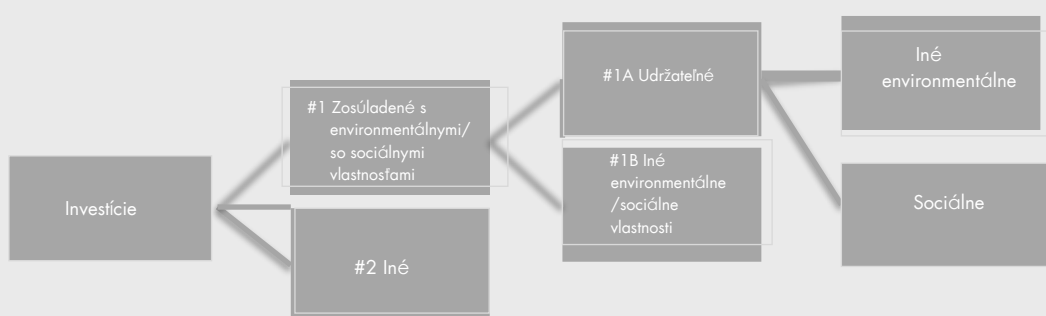 Investície
#1 Zosúladené s
environmentálnymi/
so sociálnymi
vlastnosťami
#2 Iné
#1A Udržateľné
#1B Iné
environmentálne
/sociálne
vlastnosti
Iné
environmentálne
Sociálne